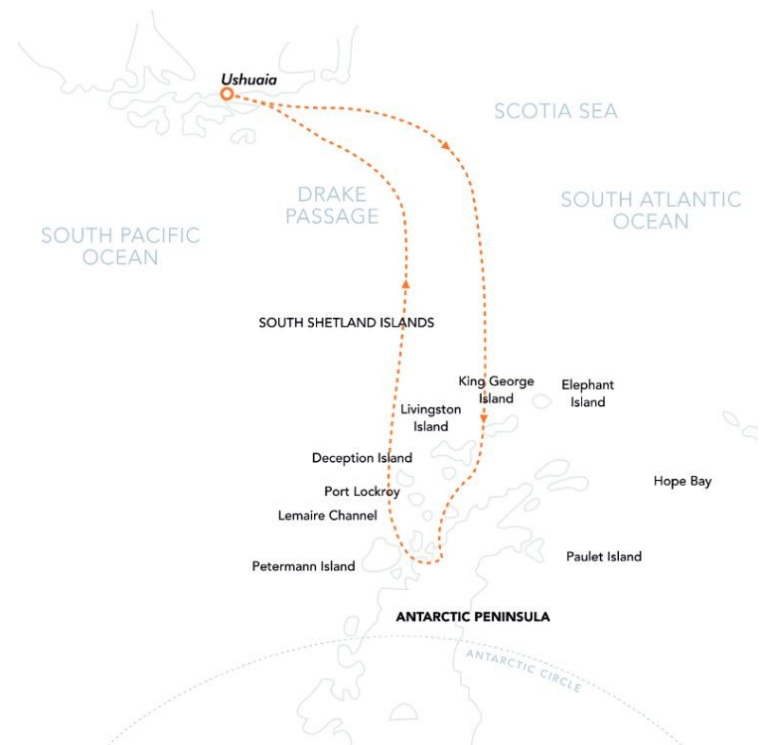 Ushuaia
SCOTIA SEA
DRAKE
PASSAGE
SOUTH ATLANTIC
OCEAN
SOUTH PACIFIC
OCEAN
SOUTH SHETLAND ISLANDS
King George
Island
Elephant
Island
Livingston
Island
Deception Island
Hope Bay
Port Lockroy
Lemaire Channel
Paulet Island
Petermann Island
ANTARCTIC PENINSULA
ANTARCTIC CIRCLE